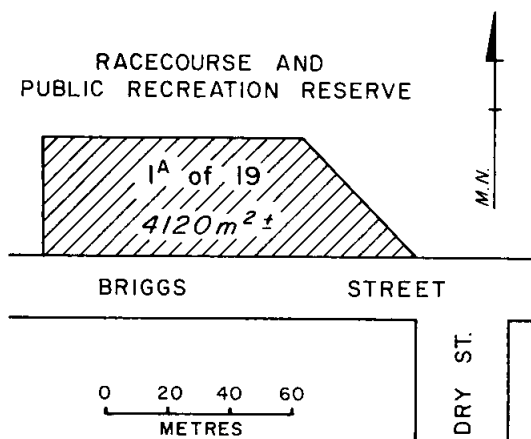 RACECOURSE AND
PUBLIC RECREATION RESERVE
M.N.
1ᴬ of 19
4120m² ±
BRIGGS STREET
DRY ST.
0 20 40 60
METRES